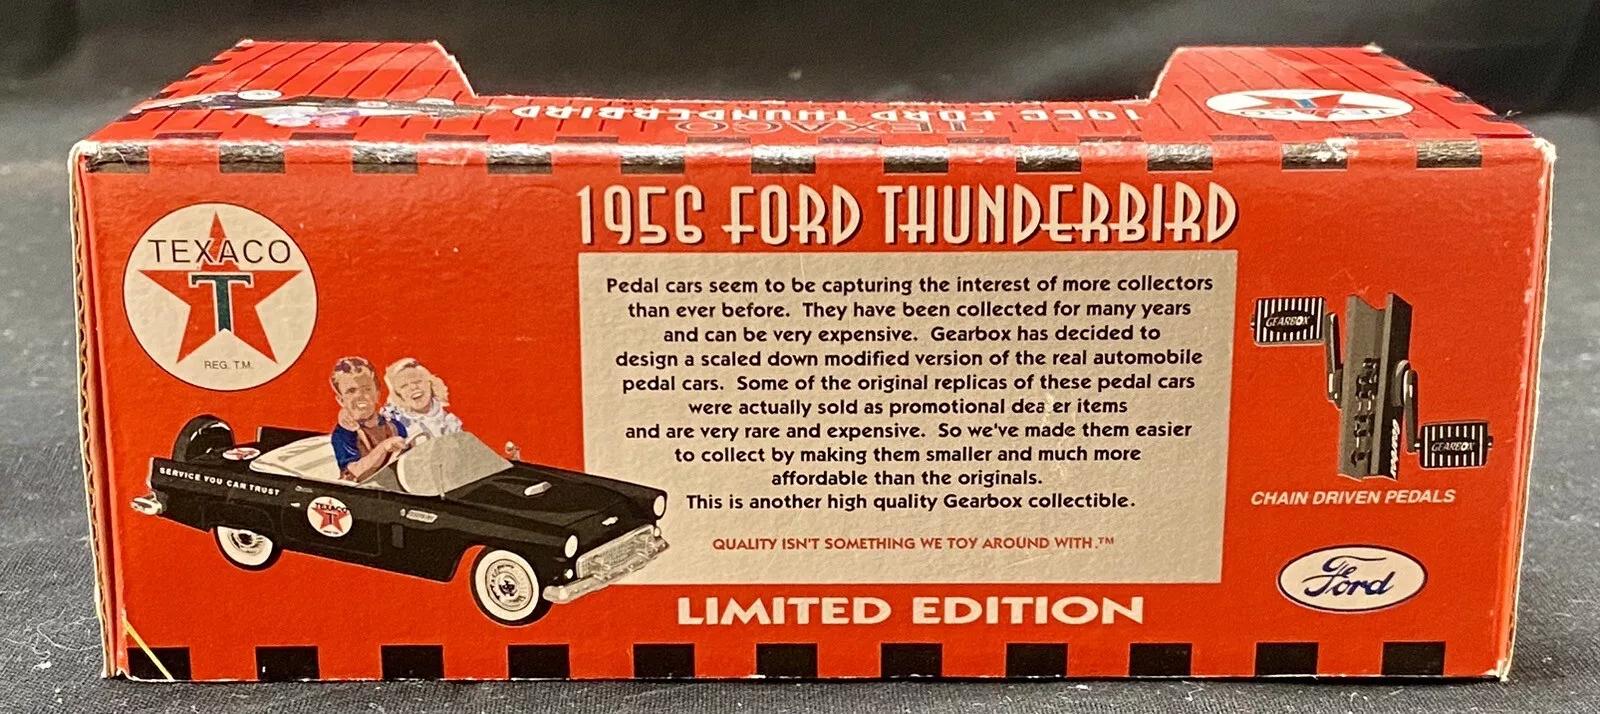 TEXACO
1956 FORD THUNDERBIRD
T
1956 FORD THUNDERBIRD
TEXACO
T
REG. T.M.
Pedal cars seem to be capturing the interest of more collectors
than ever before. They have been collected for many years
and can be very expensive. Gearbox has decided to
design a scaled down modified version of the real automobile
pedal cars. Some of the original replicas of these pedal cars
were actually sold as promotional dealer items
and are very rare and expensive. So we've made them easier
to collect by making them smaller and much more
affordable than the originals.
This is another high quality Gearbox collectible.
QUALITY ISN'T SOMETHING WE TOY AROUND WITH.™
LIMITED EDITION
SERVICE YOU CAN TRUST
TEXACO
T
GEARBOX
GEARBOX
Gearbox
CHAIN DRIVEN PEDALS
Ford